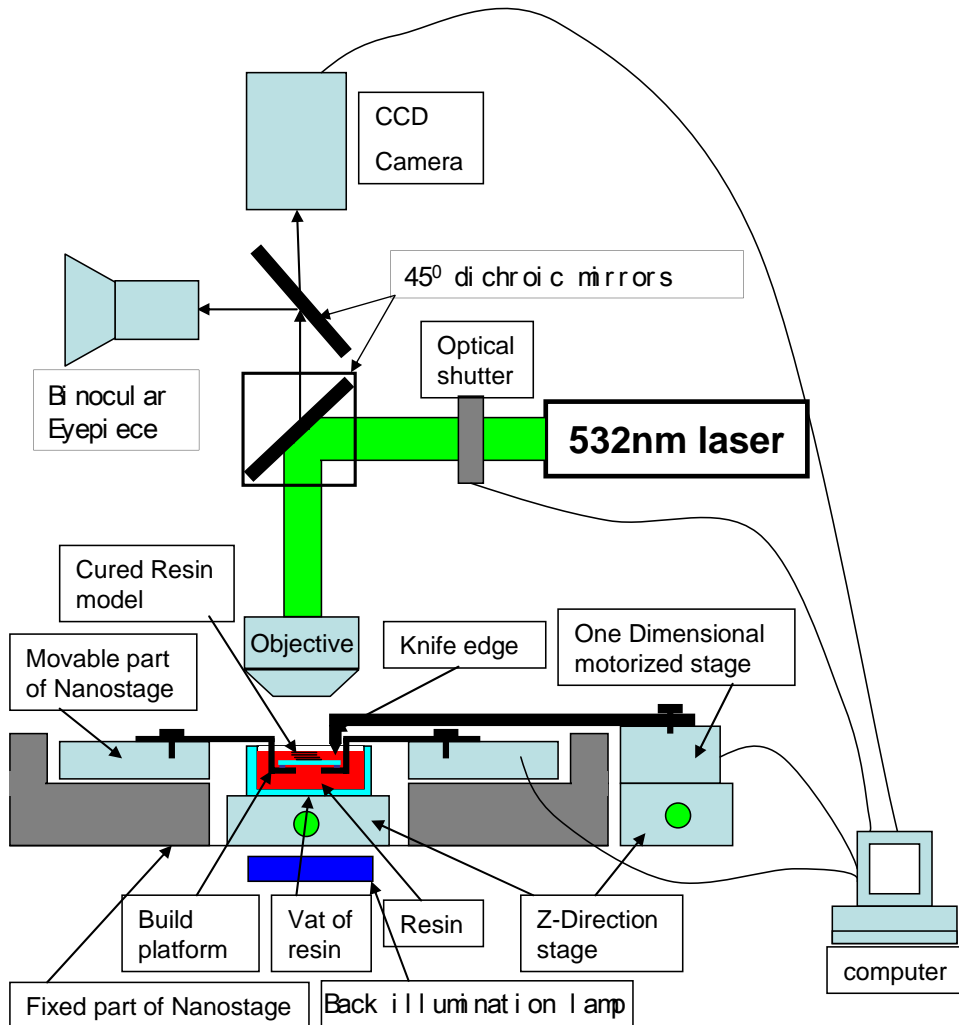 CCD
Camera
45⁰ dichroic mirrors
Optical
shutter
Binocular
Eyepiece
532nm laser
Cured Resin
model
Objective
Knife edge
One Dimensional
motorized stage
Movable part
of Nanostage
Build
platform
Vat of
resin
Resin
Z-Direction
stage
computer
Fixed part of Nanostage
Back illumination lamp